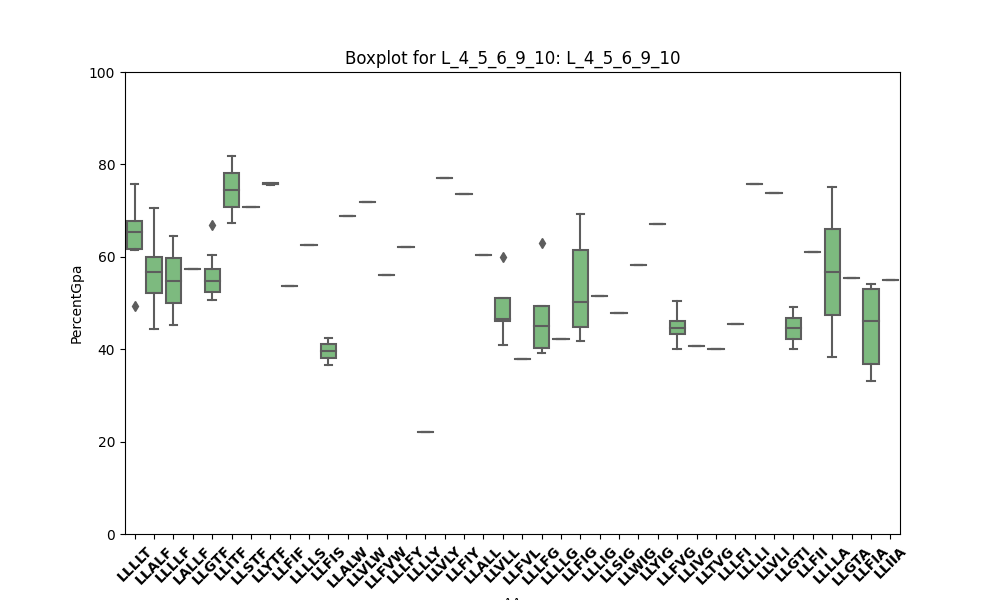 Boxplot for L_4_5_6_9_10: L_4_5_6_9_10
100
80
60
40
20
0
PercentGpa
LLLLT LLALF LLLLF LALLF LLGTF LLITF LLSTF LLYTF LLFIF LLLLS LLFIS LLALW LLVLW LLFVW LLLFY LLLLY LLVLY LLFIY LLALL LLVLL LLFVL LLLFG LLLLG LLFIG LLLIG LLSIG LLWIG LLYIG LLFVG LLIVG LLTVG LLLFI LLLLI LLVLI LLGTI LLFII LLLLA LLGTA LLFIA LLIIA